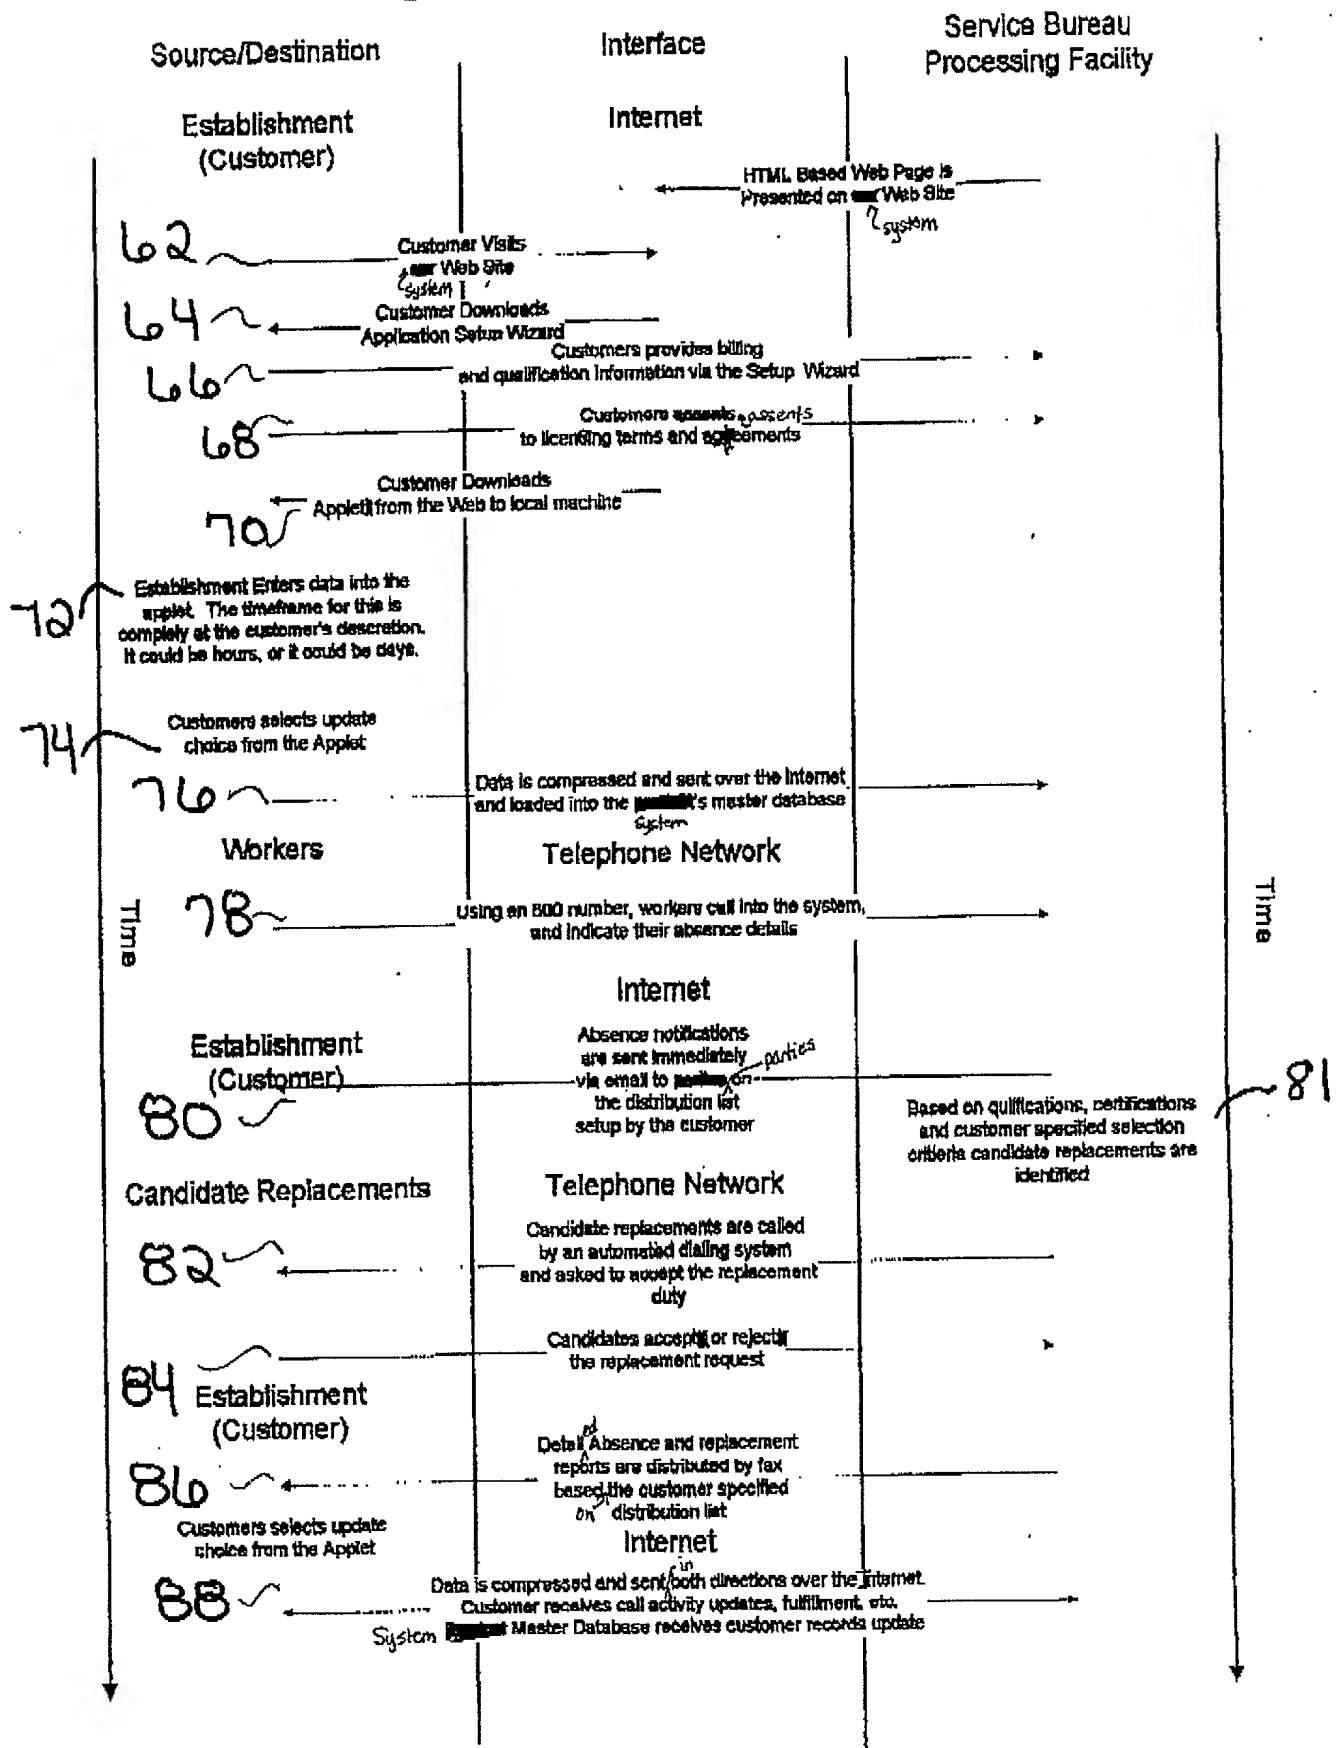 Source/Destination
Interface
Service Bureau
Processing Facility
Establishment
(Customer)
Internet
HTML Based Web Page is
Presented on Web Site
system
62
Customer Visits
Web Site
system
64
Customer Downloads
Application Setup Wizard
66
Customers provides billing
and qualification Information via the Setup Wizard
68
Customers assents
to licensing terms and agreements
70
Customer Downloads
Applet from the Web to local machine
72
Establishment Enters data into the
applet. The timeframe for this is
complely at the customer's descretion.
It could be hours, or it could be days.
74
Customers selects update
choice from the Applet
76
Data is compressed and sent over the Internet
and loaded into the 's master database
system
Workers
Telephone Network
Time
Time
78
Using an 800 number, workers call into the system,
and indicate their absence details
Internet
Establishment
(Customer)
80
Absence notifications
are sent immediately
parties
via email to on
the distribution list
setup by the customer
81
Based on qulifications, certifications
and customer specified selection
criteria candidate replacements are
identified
Candidate Replacements
Telephone Network
82
Candidate replacements are called
by an automated dialing system
and asked to accept the replacement
duty
84
Candidates accept or reject
the replacement request
Establishment
(Customer)
86
ed
Detail Absence and replacement
reports are distributed by fax
based the customer specified
on distribution list
Customers selects update
choice from the Applet
Internet
88
in
Data is compressed and sent both directions over the Internet.
Customer receives call activity updates, fulfillment, etc.
System Master Database receives customer records update